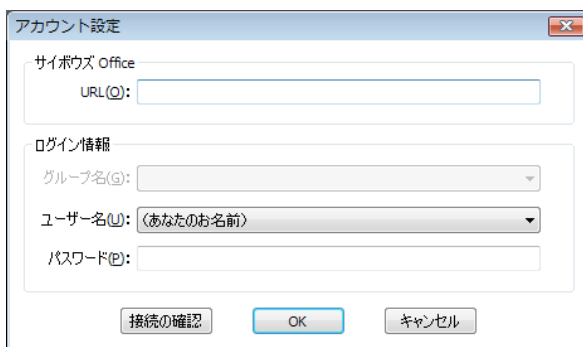 アカウント設定
サイボウズ Office
URL(O):
ログイン情報
グループ名(G):
ユーザー名(U): (あなたのお名前)
パスワード(P):
接続の確認 OK キャンセル